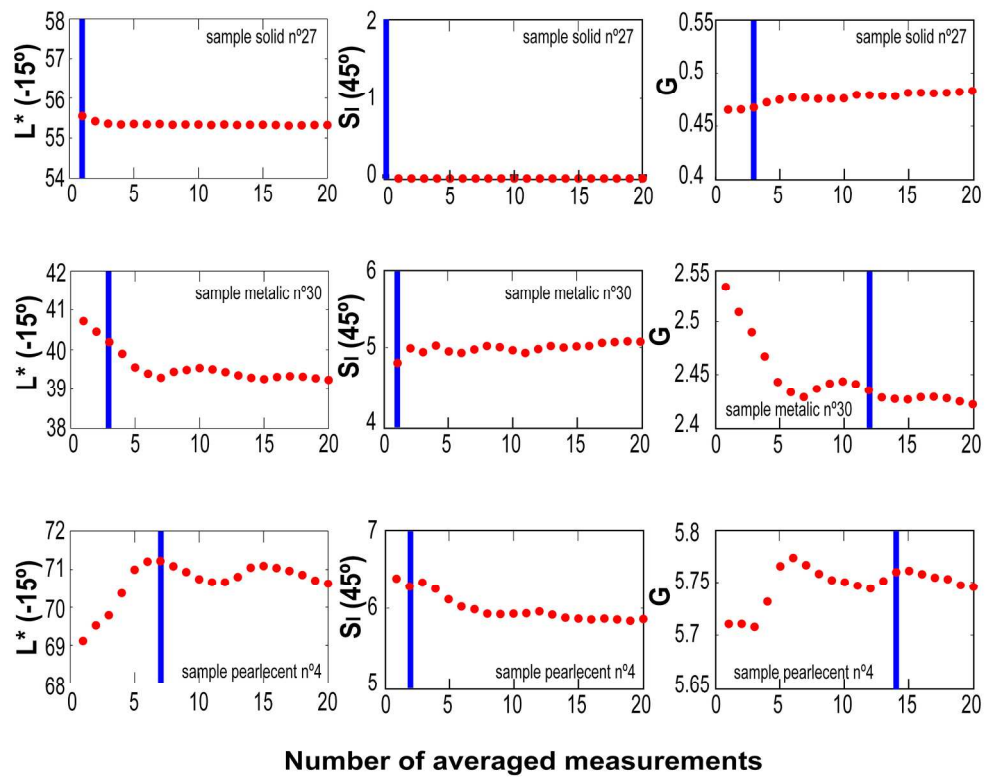 58
57
56
55
54
L* (-15º)
sample solid nº27
0 5 10 15 20
2
1
0
SI (45º)
sample solid nº27
0 5 10 15 20
0.55
0.5
0.45
0.4
G
sample solid nº27
0 5 10 15 20
42
41
40
39
38
L* (-15º)
sample metalic nº30
0 5 10 15 20
6
5
4
SI (45º)
sample metalic nº30
0 5 10 15 20
2.55
2.5
2.45
2.4
G
sample metalic nº30
0 5 10 15 20
72
71
70
69
68
L* (-15º)
sample pearlecent nº4
0 5 10 15 20
7
6
5
SI (45º)
sample pearlecent nº4
0 5 10 15 20
5.8
5.75
5.7
5.65
G
sample pearlecent nº4
0 5 10 15 20
Number of averaged measurements